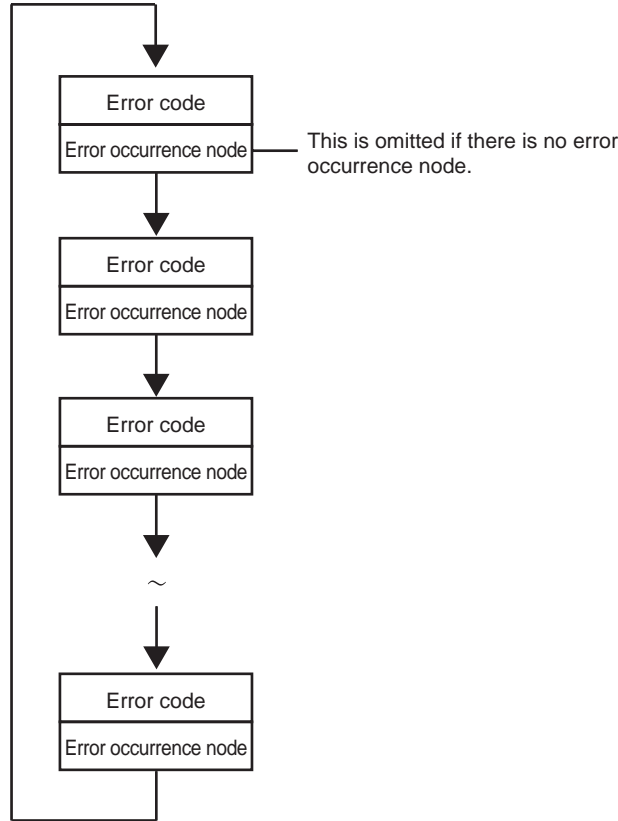 Error code
Error occurrence node
This is omitted if there is no error
occurrence node.
Error code
Error occurrence node
Error code
Error occurrence node
~
Error code
Error occurrence node